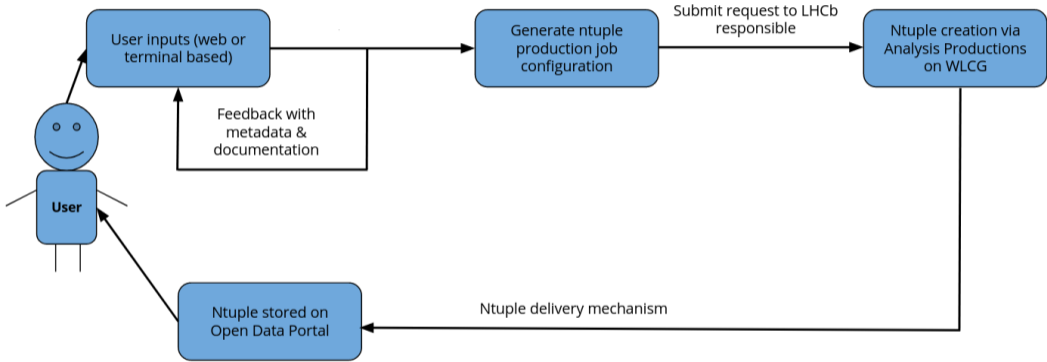 User inputs (web or
terminal based)
Generate ntuple
production job
configuration
Submit request to LHCb
responsible
Ntuple creation via
Analysis Productions
on WLCG
Feedback with
metadata &
documentation
User
Ntuple stored on
Open Data Portal
Ntuple delivery mechanism